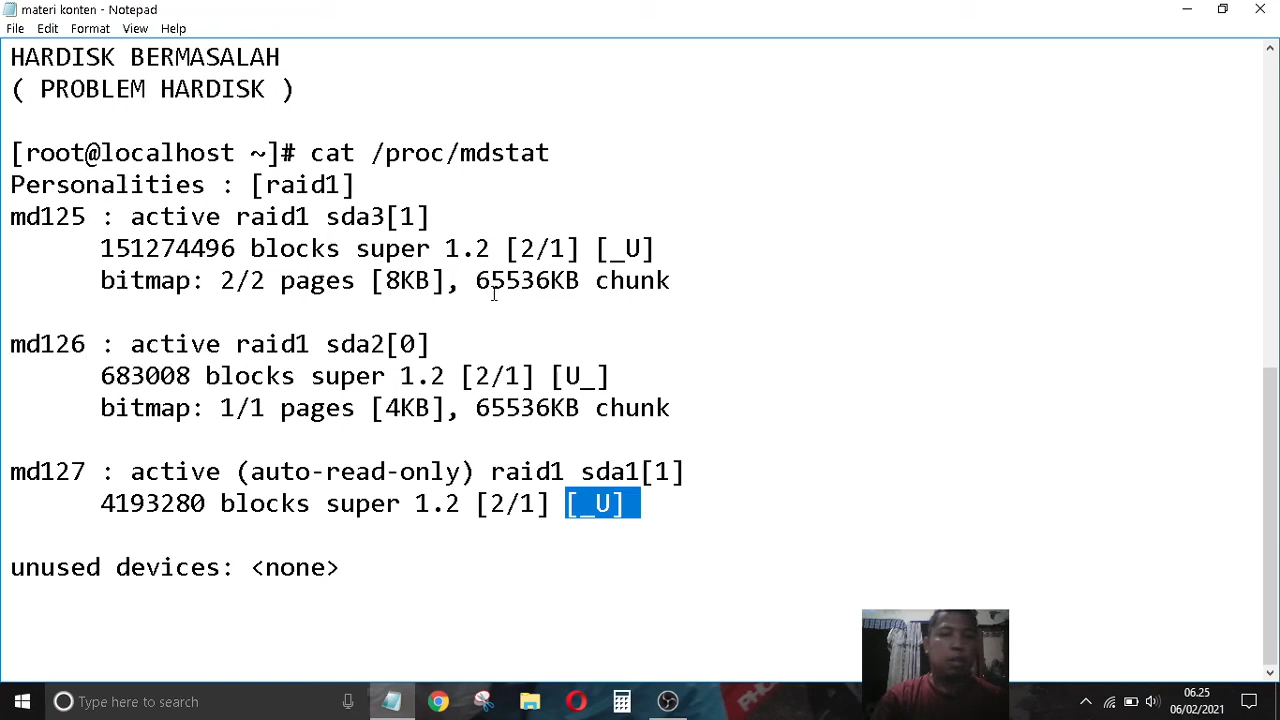 materi konten - Notepad
File Edit Format View Help
HARDISK BERMASALAH
( PROBLEM HARDISK )
[root@localhost ~]# cat /proc/mdstat
Personalities : [raid1]
md125 : active raid1 sda3[1]
151274496 blocks super 1.2 [2/1] [_U]
bitmap: 2/2 pages [8KB], 65536KB chunk
md126 : active raid1 sda2[0]
683008 blocks super 1.2 [2/1] [U_]
bitmap: 1/1 pages [4KB], 65536KB chunk
md127 : active (auto-read-only) raid1 sda1[1]
4193280 blocks super 1.2 [2/1] [_U]
unused devices: <none>
Type here to search
06.25
06/02/2021